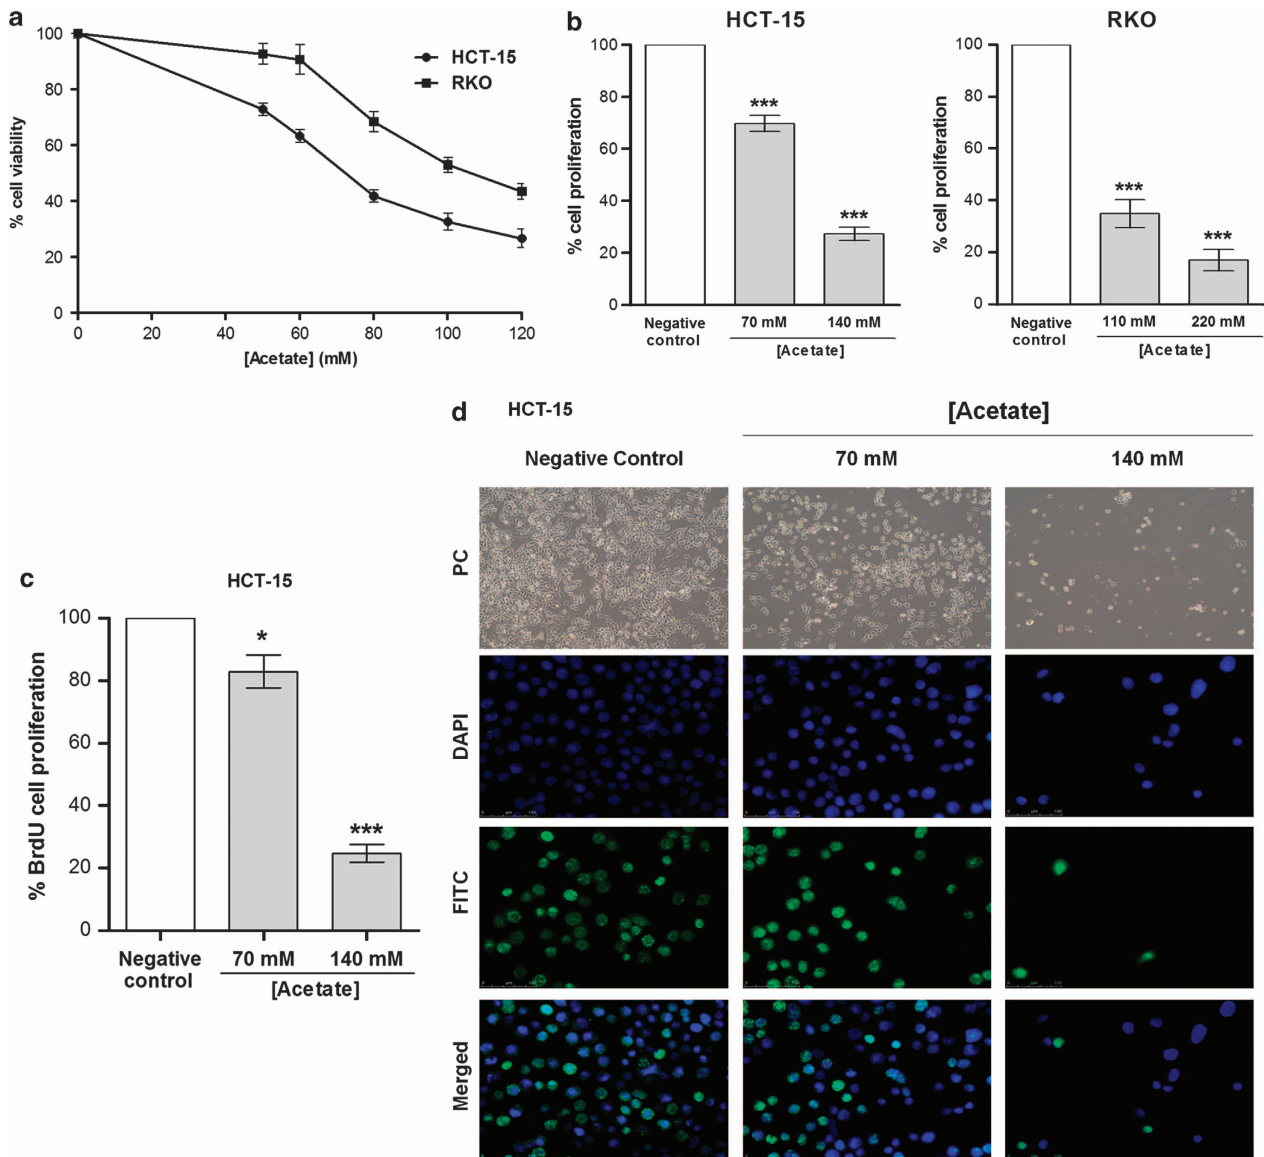 a
% cell viability
100
80
60
40
20
0
0 20 40 60 80 100 120
[Acetate] (mM)
HCT-15
RKO
b
HCT-15
% cell proliferation
100
80
60
40
20
0
***
***
Negative
control
70 mM 140 mM
[Acetate]
RKO
% cell proliferation
100
80
60
40
20
0
***
***
Negative
control
110 mM 220 mM
[Acetate]
c
HCT-15
% BrdU cell proliferation
100
80
60
40
20
0
*
***
Negative
control
70 mM 140 mM
[Acetate]
d
HCT-15
[Acetate]
Negative Control 70 mM 140 mM
PC
DAPI
FITC
Merged